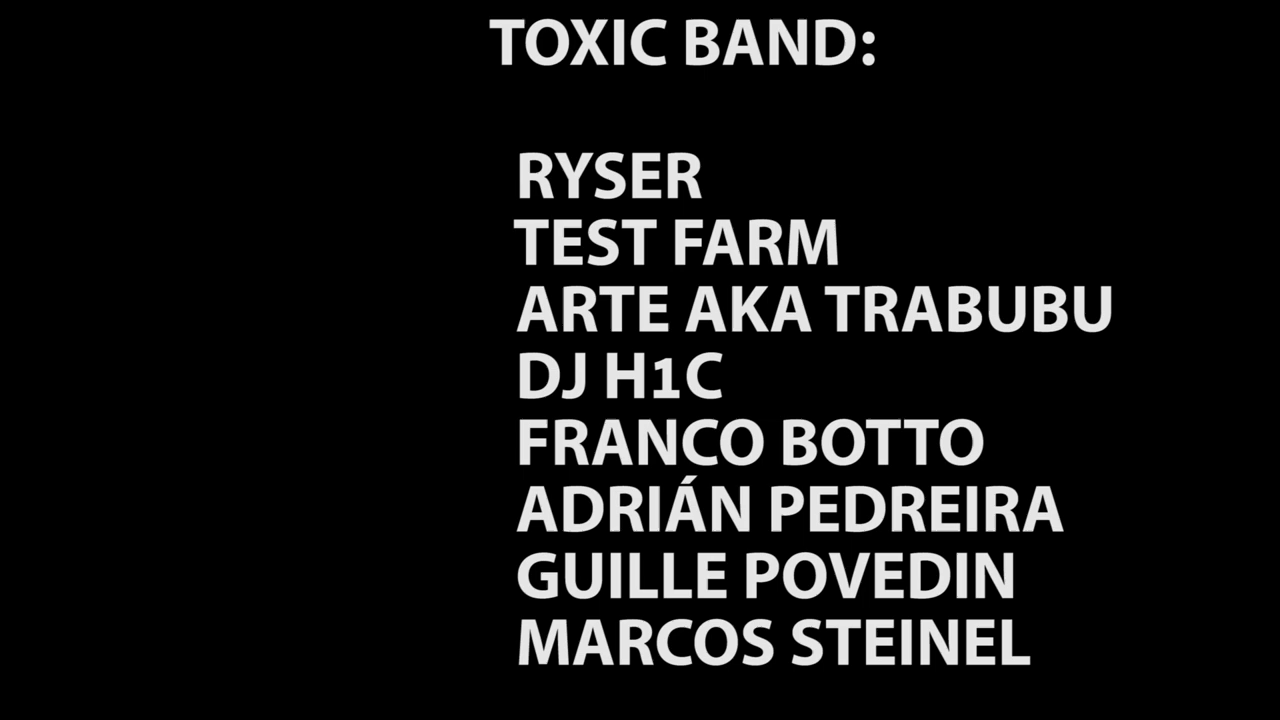 TOXIC BAND:
RYSER
TEST FARM
ARTE AKA TRABUBU
DJ H1C
FRANCO BOTTO
ADRIÁN PEDREIRA
GUILLE POVEDIN
MARCOS STEINEL